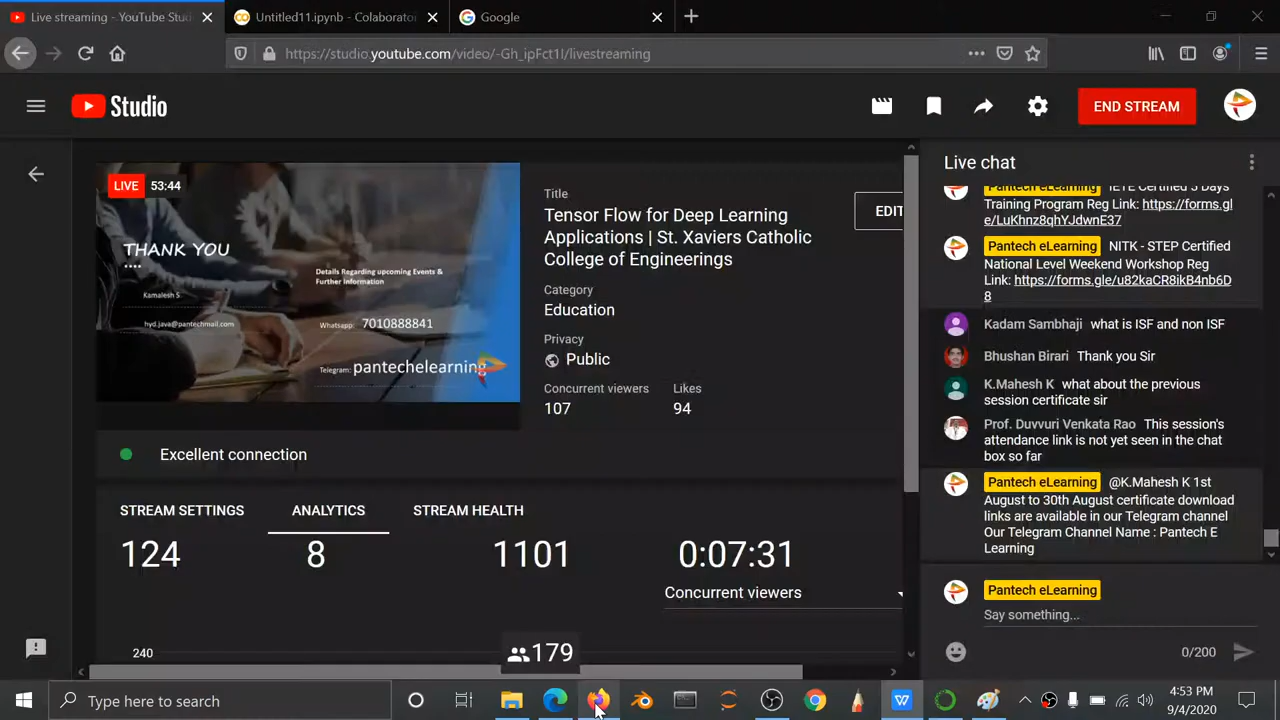 Live streaming - YouTube Stu
Untitled11.ipynb - Colaborator
Google
https://studio.youtube.com/video/-Gh_ipFct1I/livestreaming
Studio
END STREAM
LIVE 53:44
THANK YOU
....
Kamalesh S
hyd.java@pantechmail.com
Details Regarding upcoming Events &
Further Information
Whatsapp: 7010888841
Telegram: pantechelearning
Title
Tensor Flow for Deep Learning
Applications | St. Xaviers Catholic
College of Engineerings
EDIT
Category
Education
Privacy
Public
Concurrent viewers
107
Likes
94
Excellent connection
STREAM SETTINGS
ANALYTICS
STREAM HEALTH
124
8
1101
0:07:31
Concurrent viewers
240
179
Live chat
Pantech eLearning IETE Certified 3 Days
Training Program Reg Link: https://forms.gl
e/LuKhnz8qhYJdwnE37
Pantech eLearning NITK - STEP Certified
National Level Weekend Workshop Reg
Link: https://forms.gle/u82kaCR8ikB4nb6D
8
Kadam Sambhaji what is ISF and non ISF
Bhushan Birari Thank you Sir
K.Mahesh K what about the previous
session certificate sir
Prof. Duvvuri Venkata Rao This session's
attendance link is not yet seen in the chat
box so far
Pantech eLearning @K.Mahesh K 1st
August to 30th August certificate download
links are available in our Telegram channel
Our Telegram Channel Name : Pantech E
Learning
Pantech eLearning
Say something...
0/200
Type here to search
4:53 PM
9/4/2020